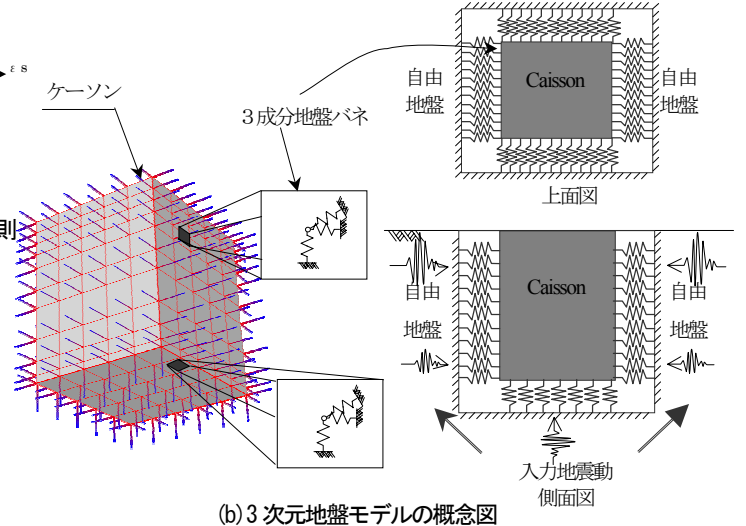 ε s
ケーソン
3成分地盤バネ
則
自由
地盤
Caisson
自由
地盤
上面図
自由
地盤
Caisson
自由
地盤
入力地震動
側面図
(b) 3 次元地盤モデルの概念図